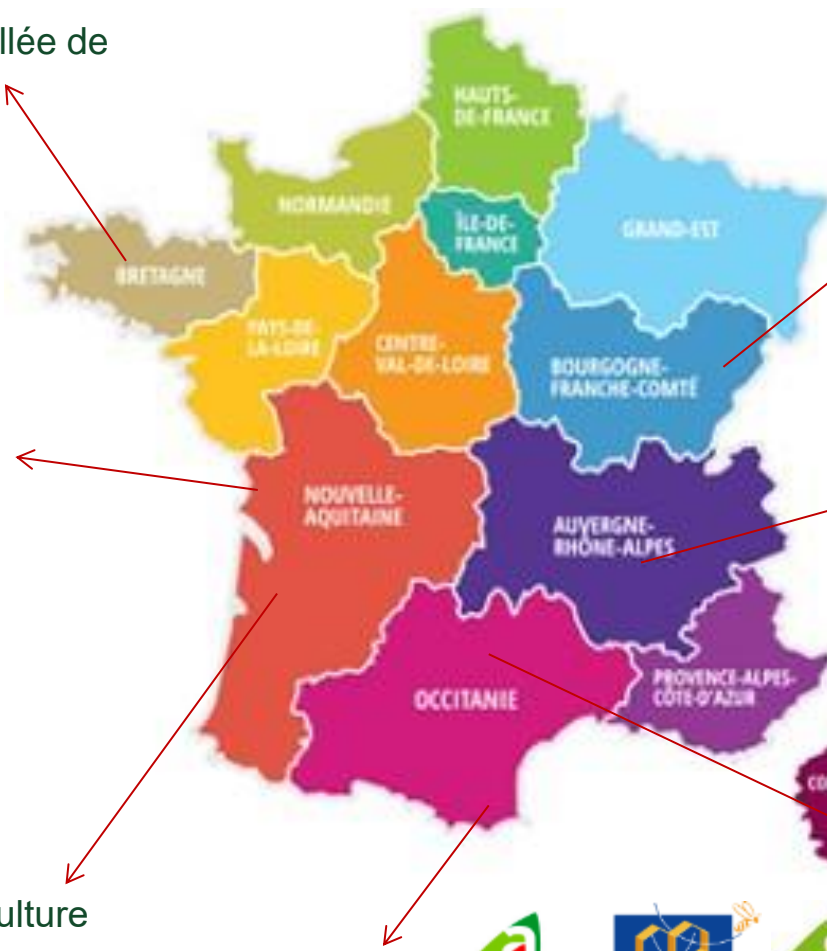 llée de
HAUTS-
DE-FRANCE
NORMANDIE
ÎLE-DE-
FRANCE
GRAND-EST
BRETAGNE
PAYS-DE-
LA-LOIRE
CENTRE-
VAL-DE-LOIRE
BOURGOGNE-
FRANCHE-COMTÉ
NOUVELLE-
AQUITAINE
AUVERGNE-
RHÔNE-ALPES
OCCITANIE
PROVENCE-ALPES-
CÔTE-D'AZUR
CO
ulture
a